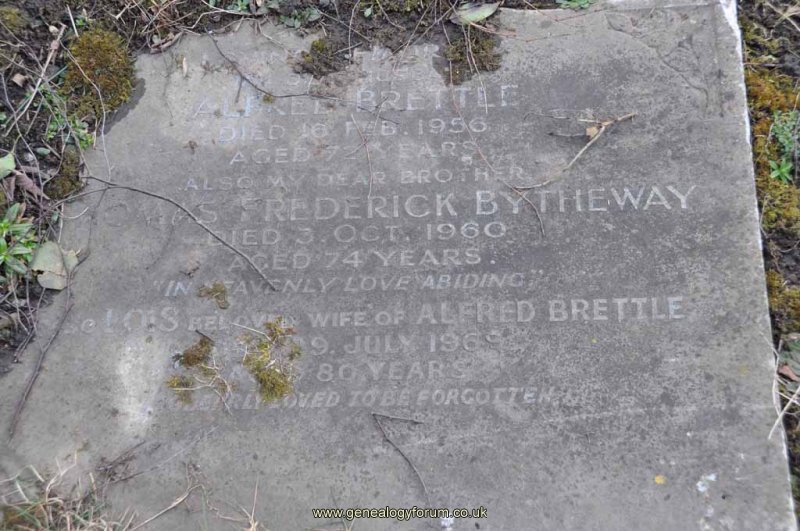 ALFRED BRETTLE
DIED 16 FEB. 1956
AGED 72 YEARS
ALSO MY DEAR BROTHER
FREDERICK BYTHEWAY
DIED 3. OCT. 1960
AGED 74 YEARS.
"IN HEAVENLY LOVE ABIDING."
LOIS BELOVED WIFE OF ALFRED BRETTLE
9. JULY 1969
80 YEARS
LOVED TO BE FORGOTTEN
www.genealogyforum.co.uk